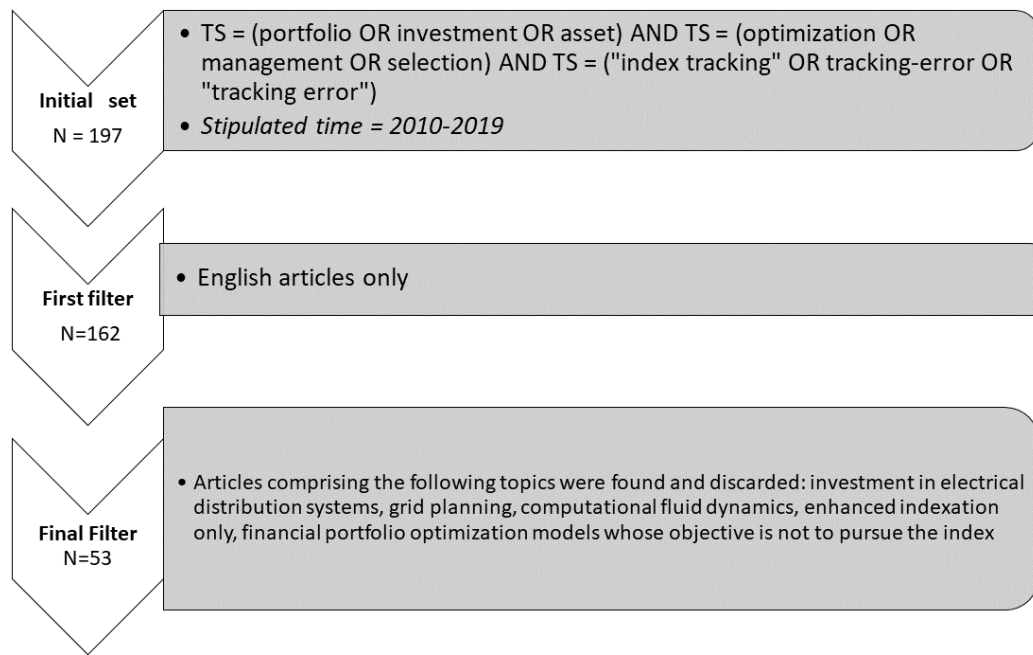 Initial set
N = 197
• TS = (portfolio OR investment OR asset) AND TS = (optimization OR
management OR selection) AND TS = ("index tracking" OR tracking-error OR
"tracking error")
• Stipulated time = 2010-2019
First filter
N=162
• English articles only
Final Filter
N=53
• Articles comprising the following topics were found and discarded: investment in electrical
distribution systems, grid planning, computational fluid dynamics, enhanced indexation
only, financial portfolio optimization models whose objective is not to pursue the index